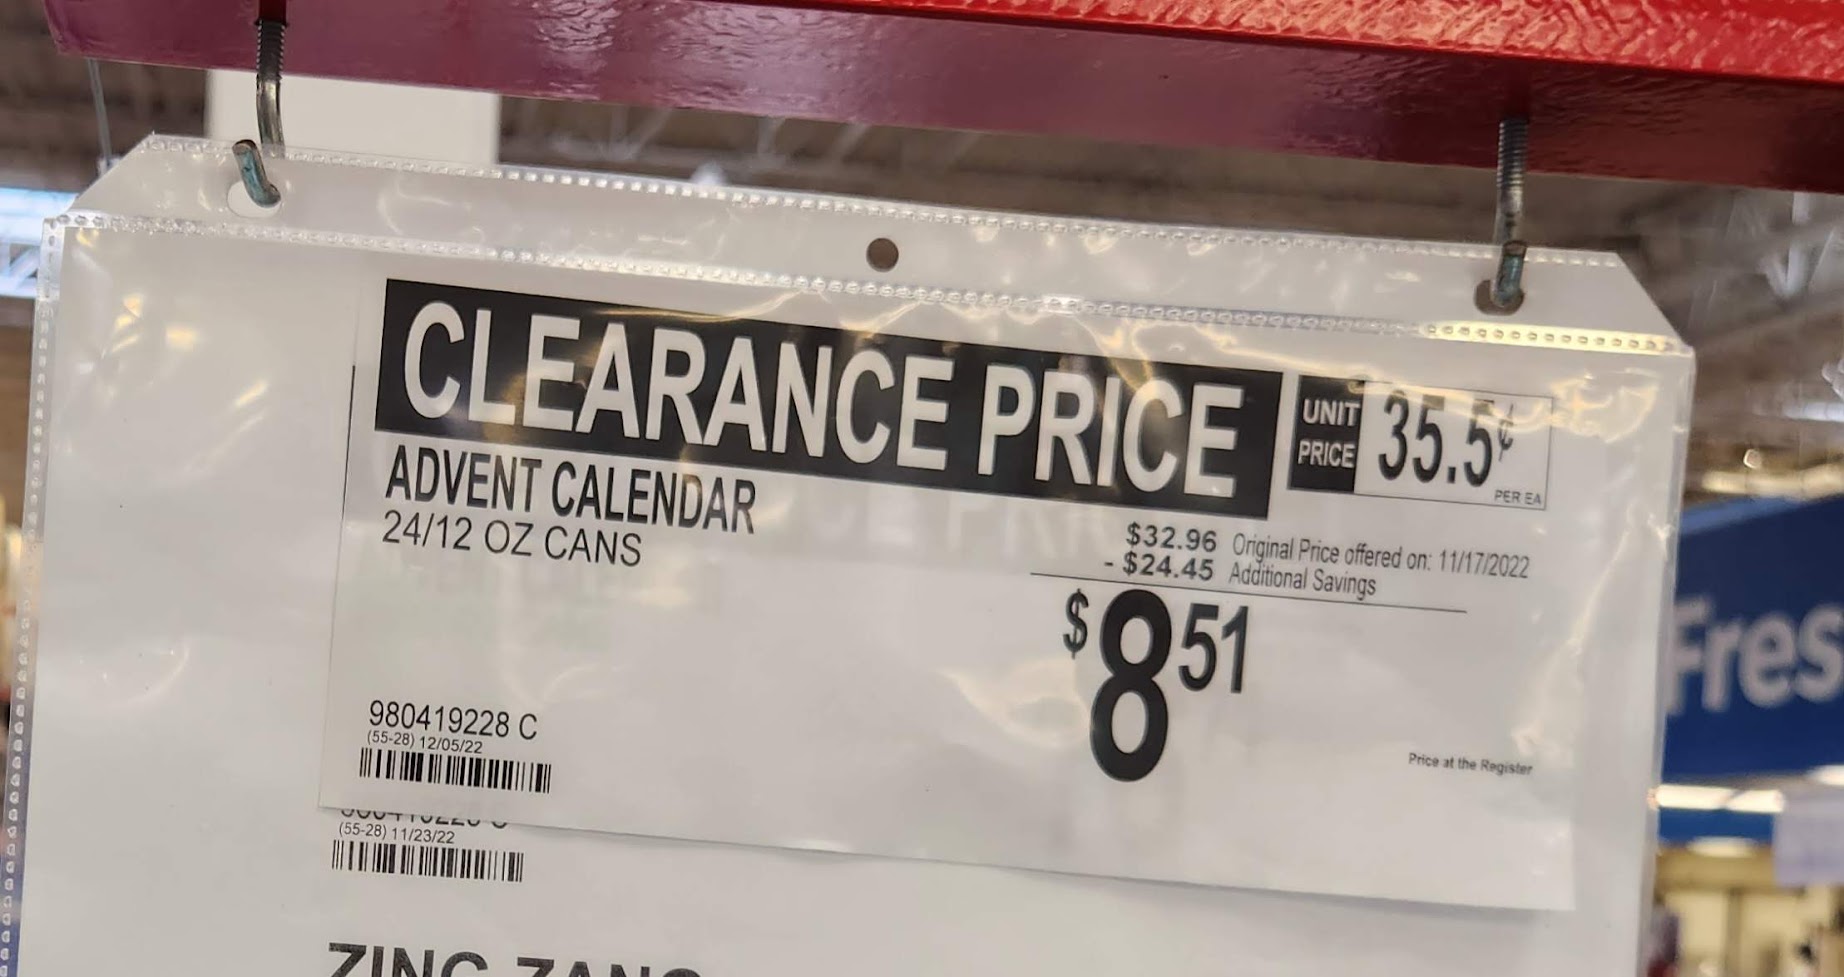 CLEARANCE PRICE
UNIT PRICE 35.5¢
PER EA
ADVENT CALENDAR
24/12 OZ CANS
$32.96 Original Price offered on: 11/17/2022
- $24.45 Additional Savings
$8 51
980419228 C
(55-28) 12/05/22
Price at the Register
(55-28) 11/23/22
ZING ZANG
Fres